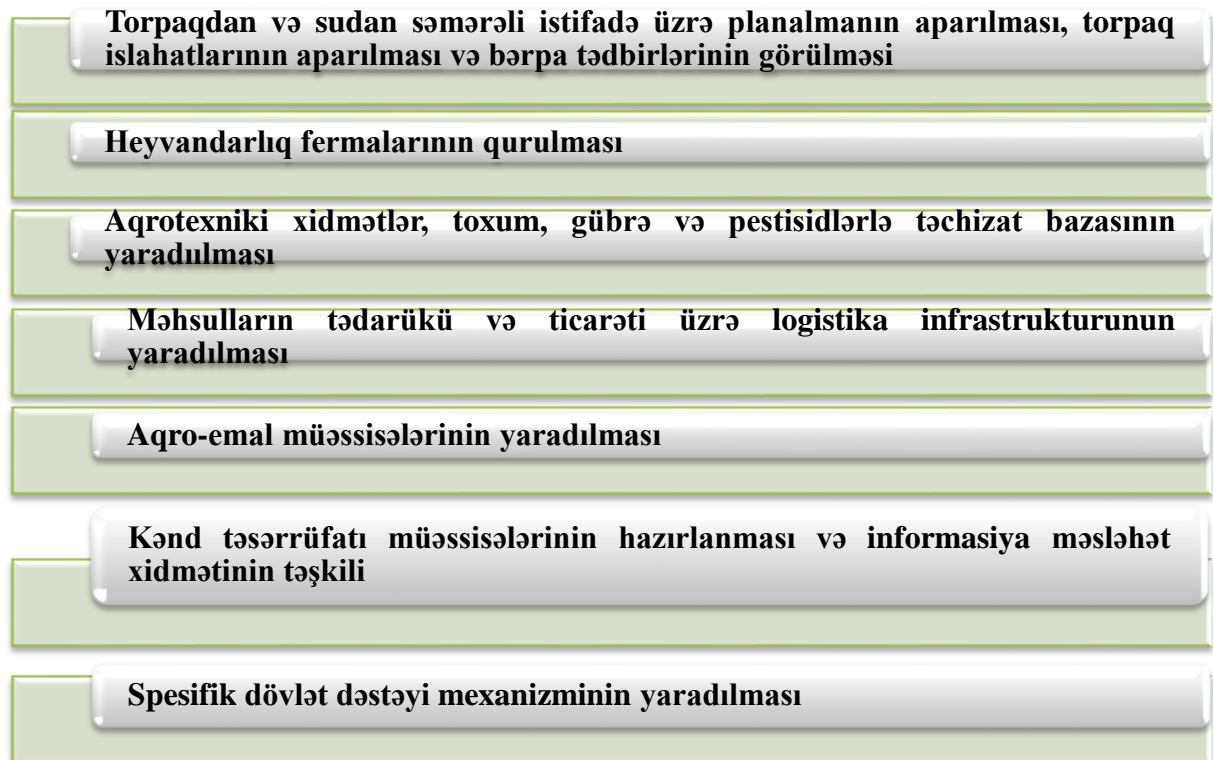 Torpaqdan və sudan səmərəli istifadə üzrə planalmanın aparılması, torpaq
islahatlarının aparılması və bərpa tədbirlərinin görülməsi
Heyvandarlıq fermalarının qurulması
Aqrotexniki xidmətlər, toxum, gübrə və pestisidlərlə təchizat bazasının
yaradıılması
Məhsulların tədarükü və ticarəti üzrə logistika infrastrukturunun
yaradılması
Aqro-emal müəssisələrinin yaradılması
Kənd təsərrüfatı müəssisələrinin hazırlanması və informasiya məsləhət
xidmətinin təşkili
Spesifik dövlət dəstəyi mexanizminin yaradılması